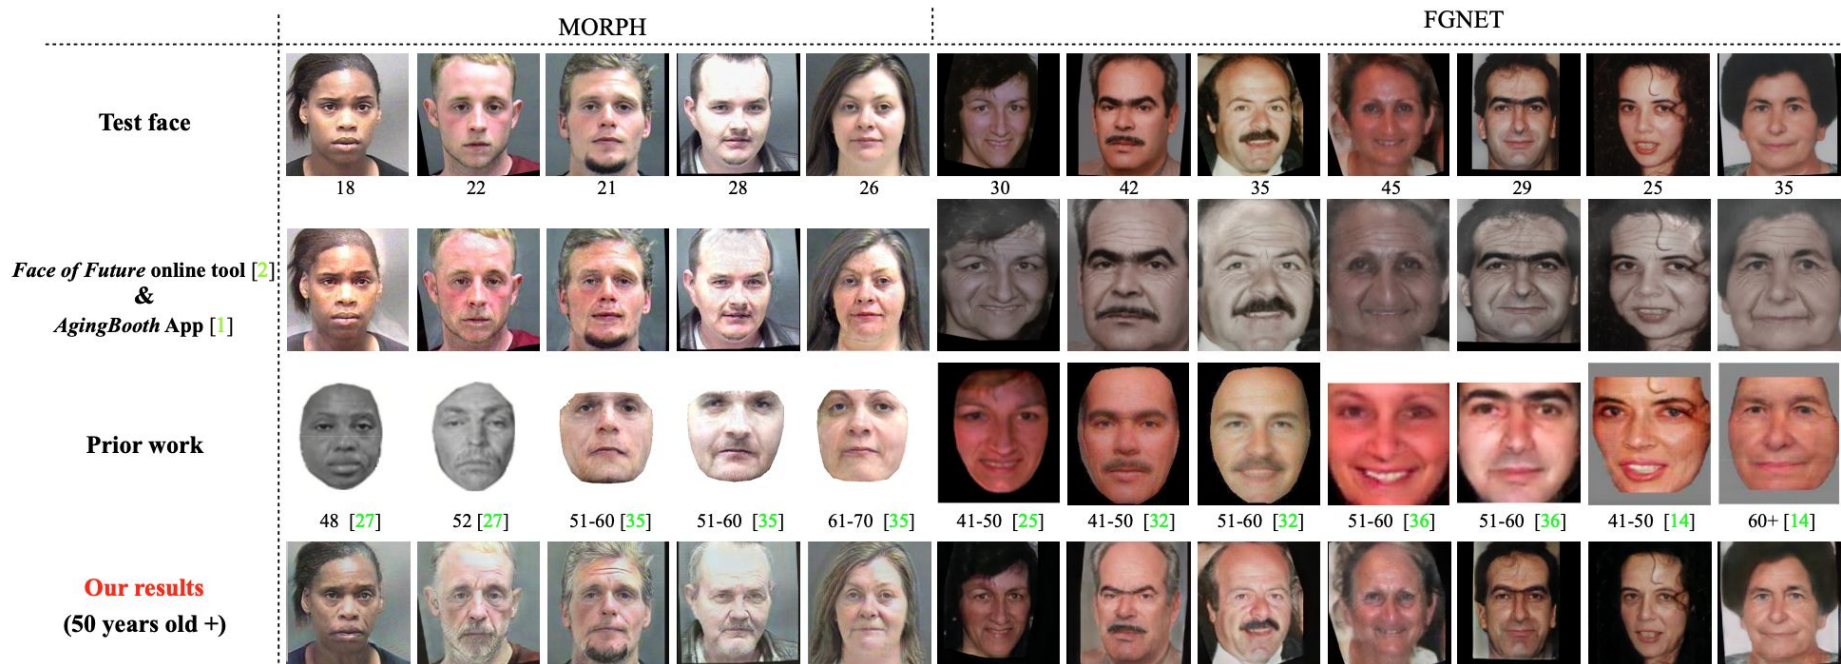 MORPH
FGNET
Test face
18 22 21 28 26 30 42 35 45 29 25 35
Face of Future online tool [2]
&
AgingBooth App [1]
Prior work
48 [27] 52 [27] 51-60 [35] 51-60 [35] 61-70 [35] 41-50 [25] 41-50 [32] 51-60 [32] 51-60 [36] 51-60 [36] 41-50 [14] 60+ [14]
Our results
(50 years old +)